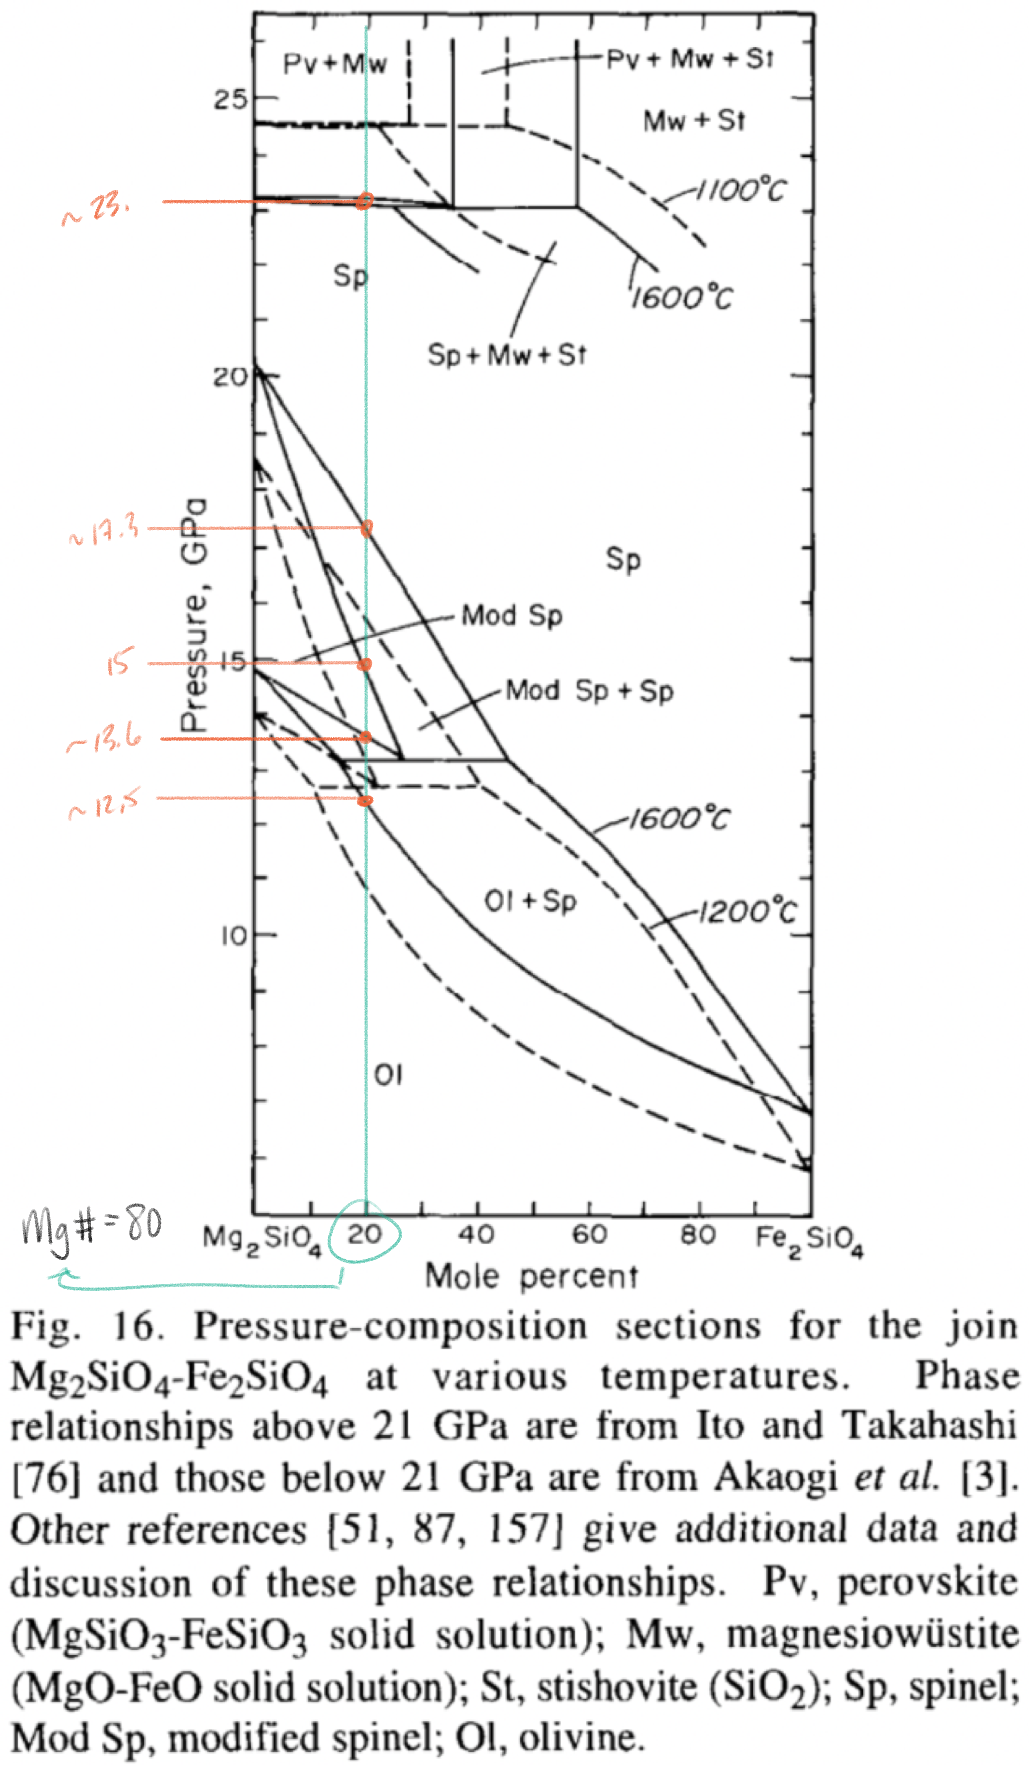 Pv + Mw
Pv + Mw + St
25
Mw + St
1100°C
~23.
Sp
1600°C
Sp + Mw + St
20
Pressure, GPa
~17.3
Sp
Mod Sp
15
15
Mod Sp + Sp
~13.6
~12.5
1600°C
Ol + Sp
1200°C
10
Ol
Mg# = 80
Mg2SiO4 20 40 60 80 Fe2SiO4
Mole percent
Fig. 16. Pressure-composition sections for the join
Mg2SiO4-Fe2SiO4 at various temperatures. Phase
relationships above 21 GPa are from Ito and Takahashi
[76] and those below 21 GPa are from Akaogi et al. [3].
Other references [51, 87, 157] give additional data and
discussion of these phase relationships. Pv, perovskite
(MgSiO3-FeSiO3 solid solution); Mw, magnesiowüstite
(MgO-FeO solid solution); St, stishovite (SiO2); Sp, spinel;
Mod Sp, modified spinel; Ol, olivine.